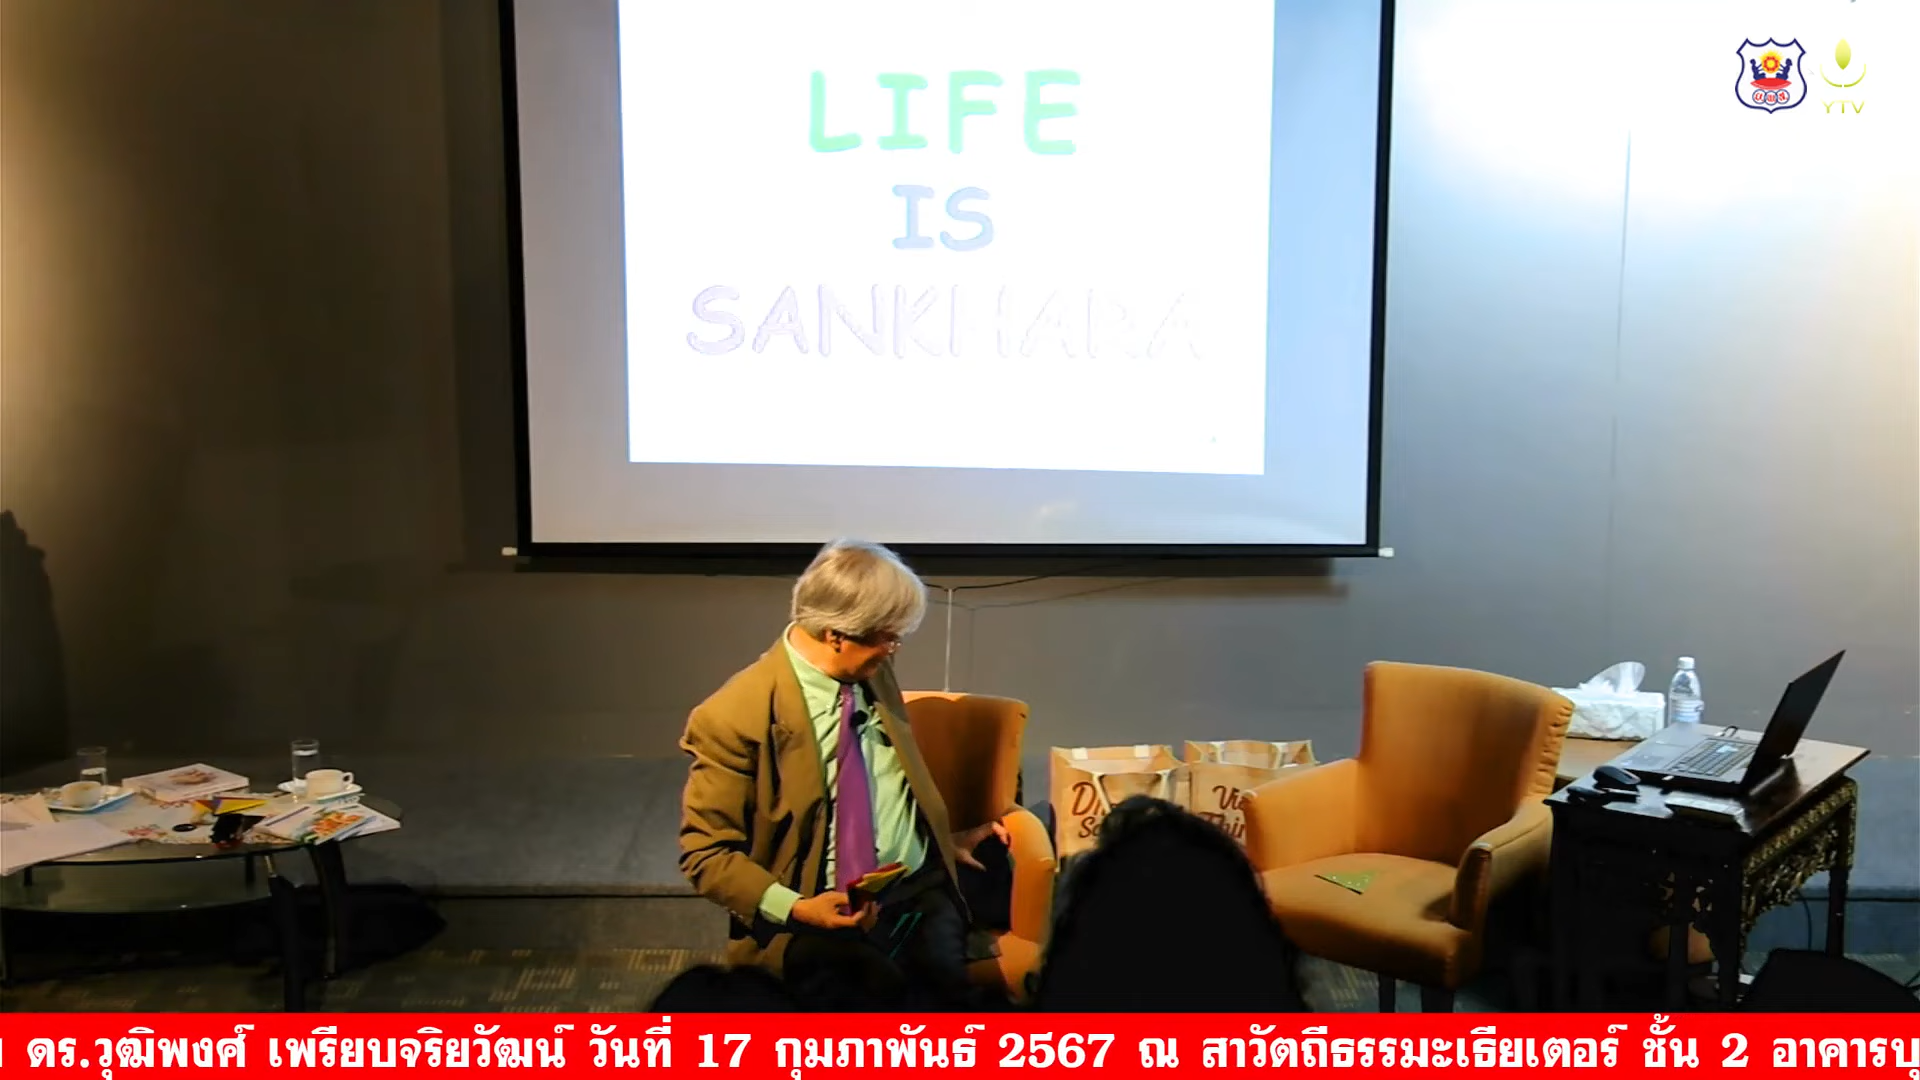 LIFE
IS
SANKHARA
ย.พ.ส.
YTV
ดร.วุฒิพงศ์ เพรียบจริยวัฒน์ วันที่ 17 กุมภาพันธ์ 2567 ณ สาวัตถีธรรมะเธียเตอร์ ชั้น 2 อาคารบุ